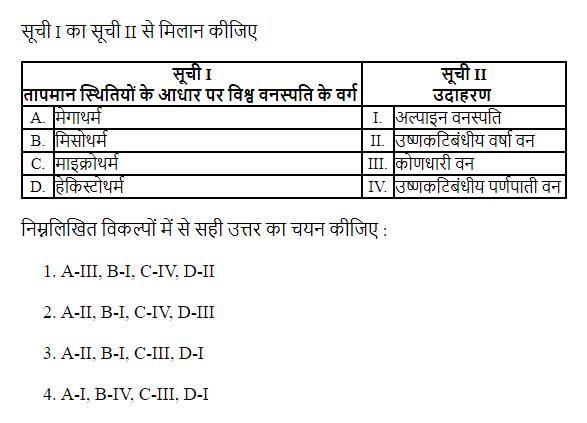 सूची I का सूची II से मिलान कीजिए
सूची I
तापमान स्थितियों के आधार पर विश्व वनस्पति के वर्ग
सूची II
उदाहरण
A. मेगाथर्म I. अल्पाइन वनस्पति
B. मिसोथर्म II. उष्णकटिबंधीय वर्षा वन
C. माइक्रोथर्म III. कोणधारी वन
D. हेकिस्टोथर्म IV. उष्णकटिबंधीय पर्णपाती वन
निम्नलिखित विकल्पों में से सही उत्तर का चयन कीजिए :
1. A-III, B-I, C-IV, D-II
2. A-II, B-I, C-IV, D-III
3. A-II, B-I, C-III, D-I
4. A-I, B-IV, C-III, D-I